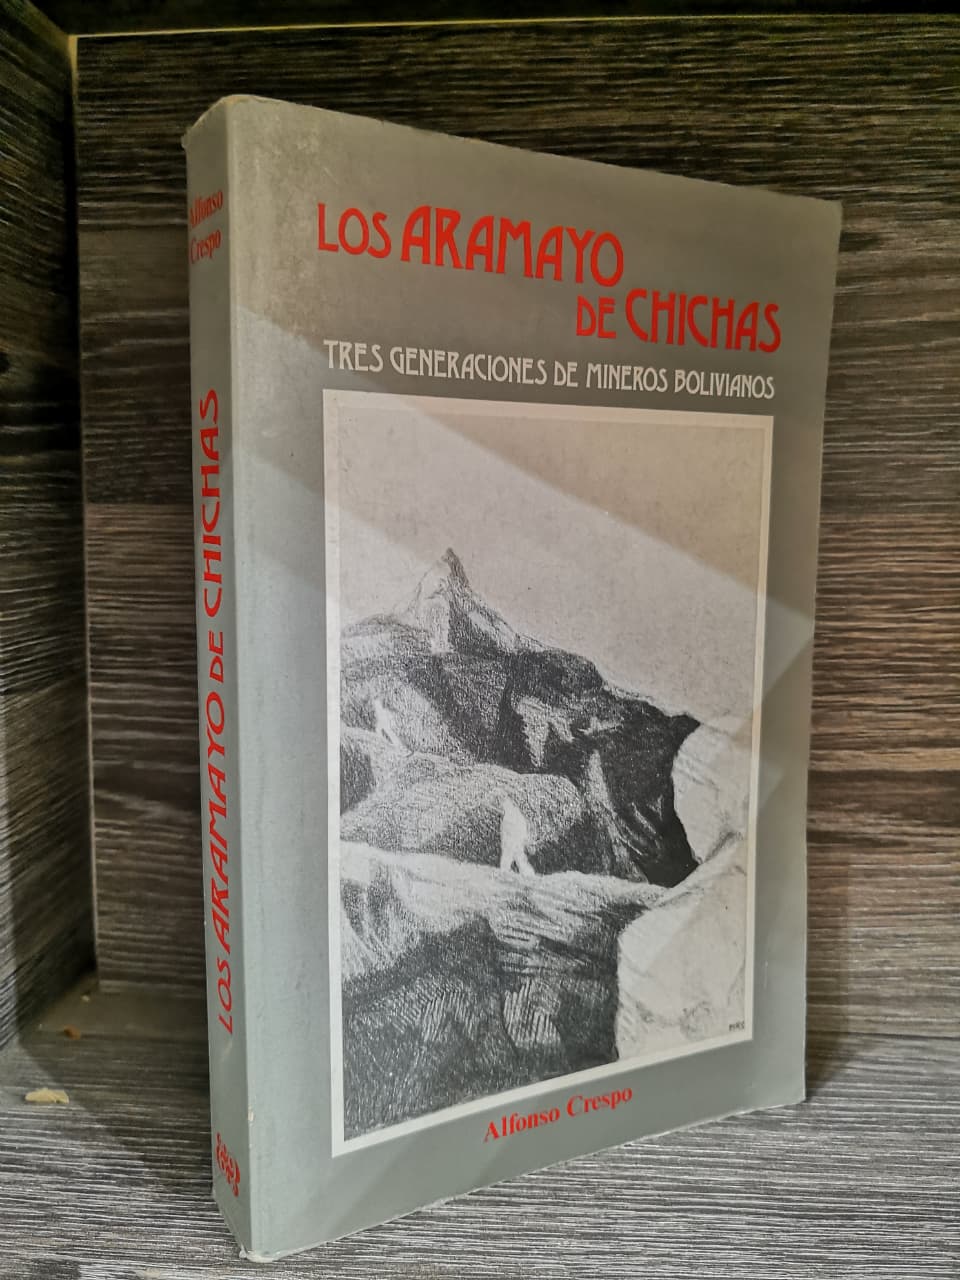 Alfonso
Crespo
LOS ARAMAYO DE CHICHAS
LOS ARAMAYO
DE CHICHAS
TRES GENERACIONES DE MINEROS BOLIVIANOS
Alfonso Crespo